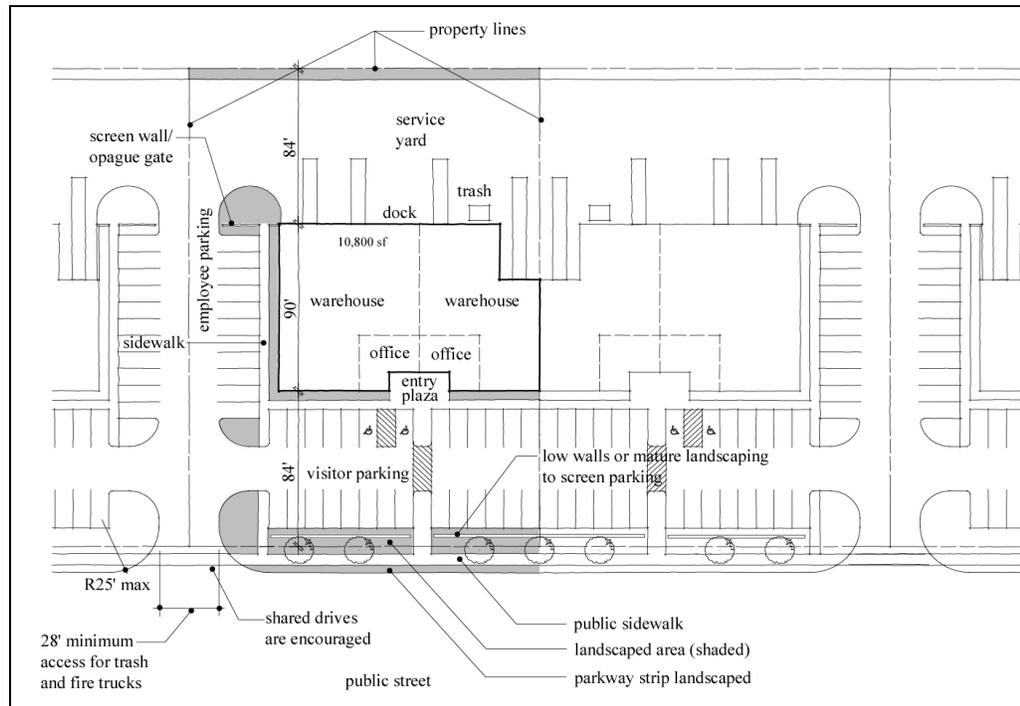 property lines
service
yard
screen wall/
opague gate
84'
trash
dock
10,800 sf
employee parking
warehouse
warehouse
90'
sidewalk
office
office
entry
plaza
84'
visitor parking
low walls or mature landscaping
to screen parking
R25' max
shared drives
are encouraged
28' minimum
access for trash
and fire trucks
public sidewalk
landscaped area (shaded)
parkway strip landscaped
public street